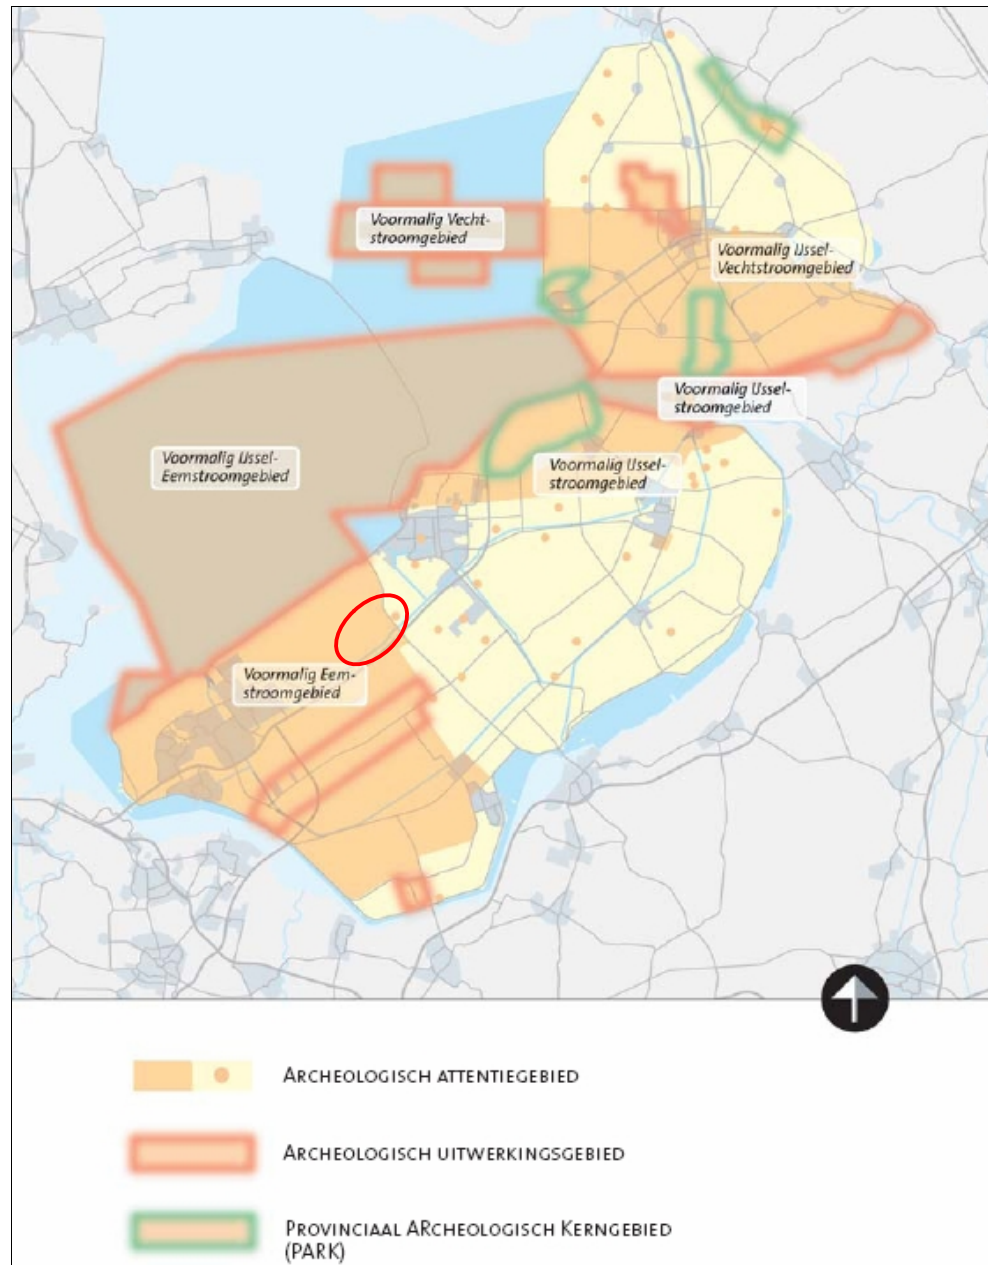 Voormalig Vecht-
stroomgebied
Voormalig IJssel-
Vechtstroomgebied
Voormalig IJssel-
stroomgebied
Voormalig IJssel-
Eemstroomgebied
Voormalig IJssel-
stroomgebied
Voormalig Eem-
stroomgebied
ARCHEOLOGISCH ATTENTIEGEBIED
ARCHEOLOGISCH UITWERKINGSGEBIED
PROVINCIAAL ARCHEOLOGISCH KERNGEBIED
(PARK)